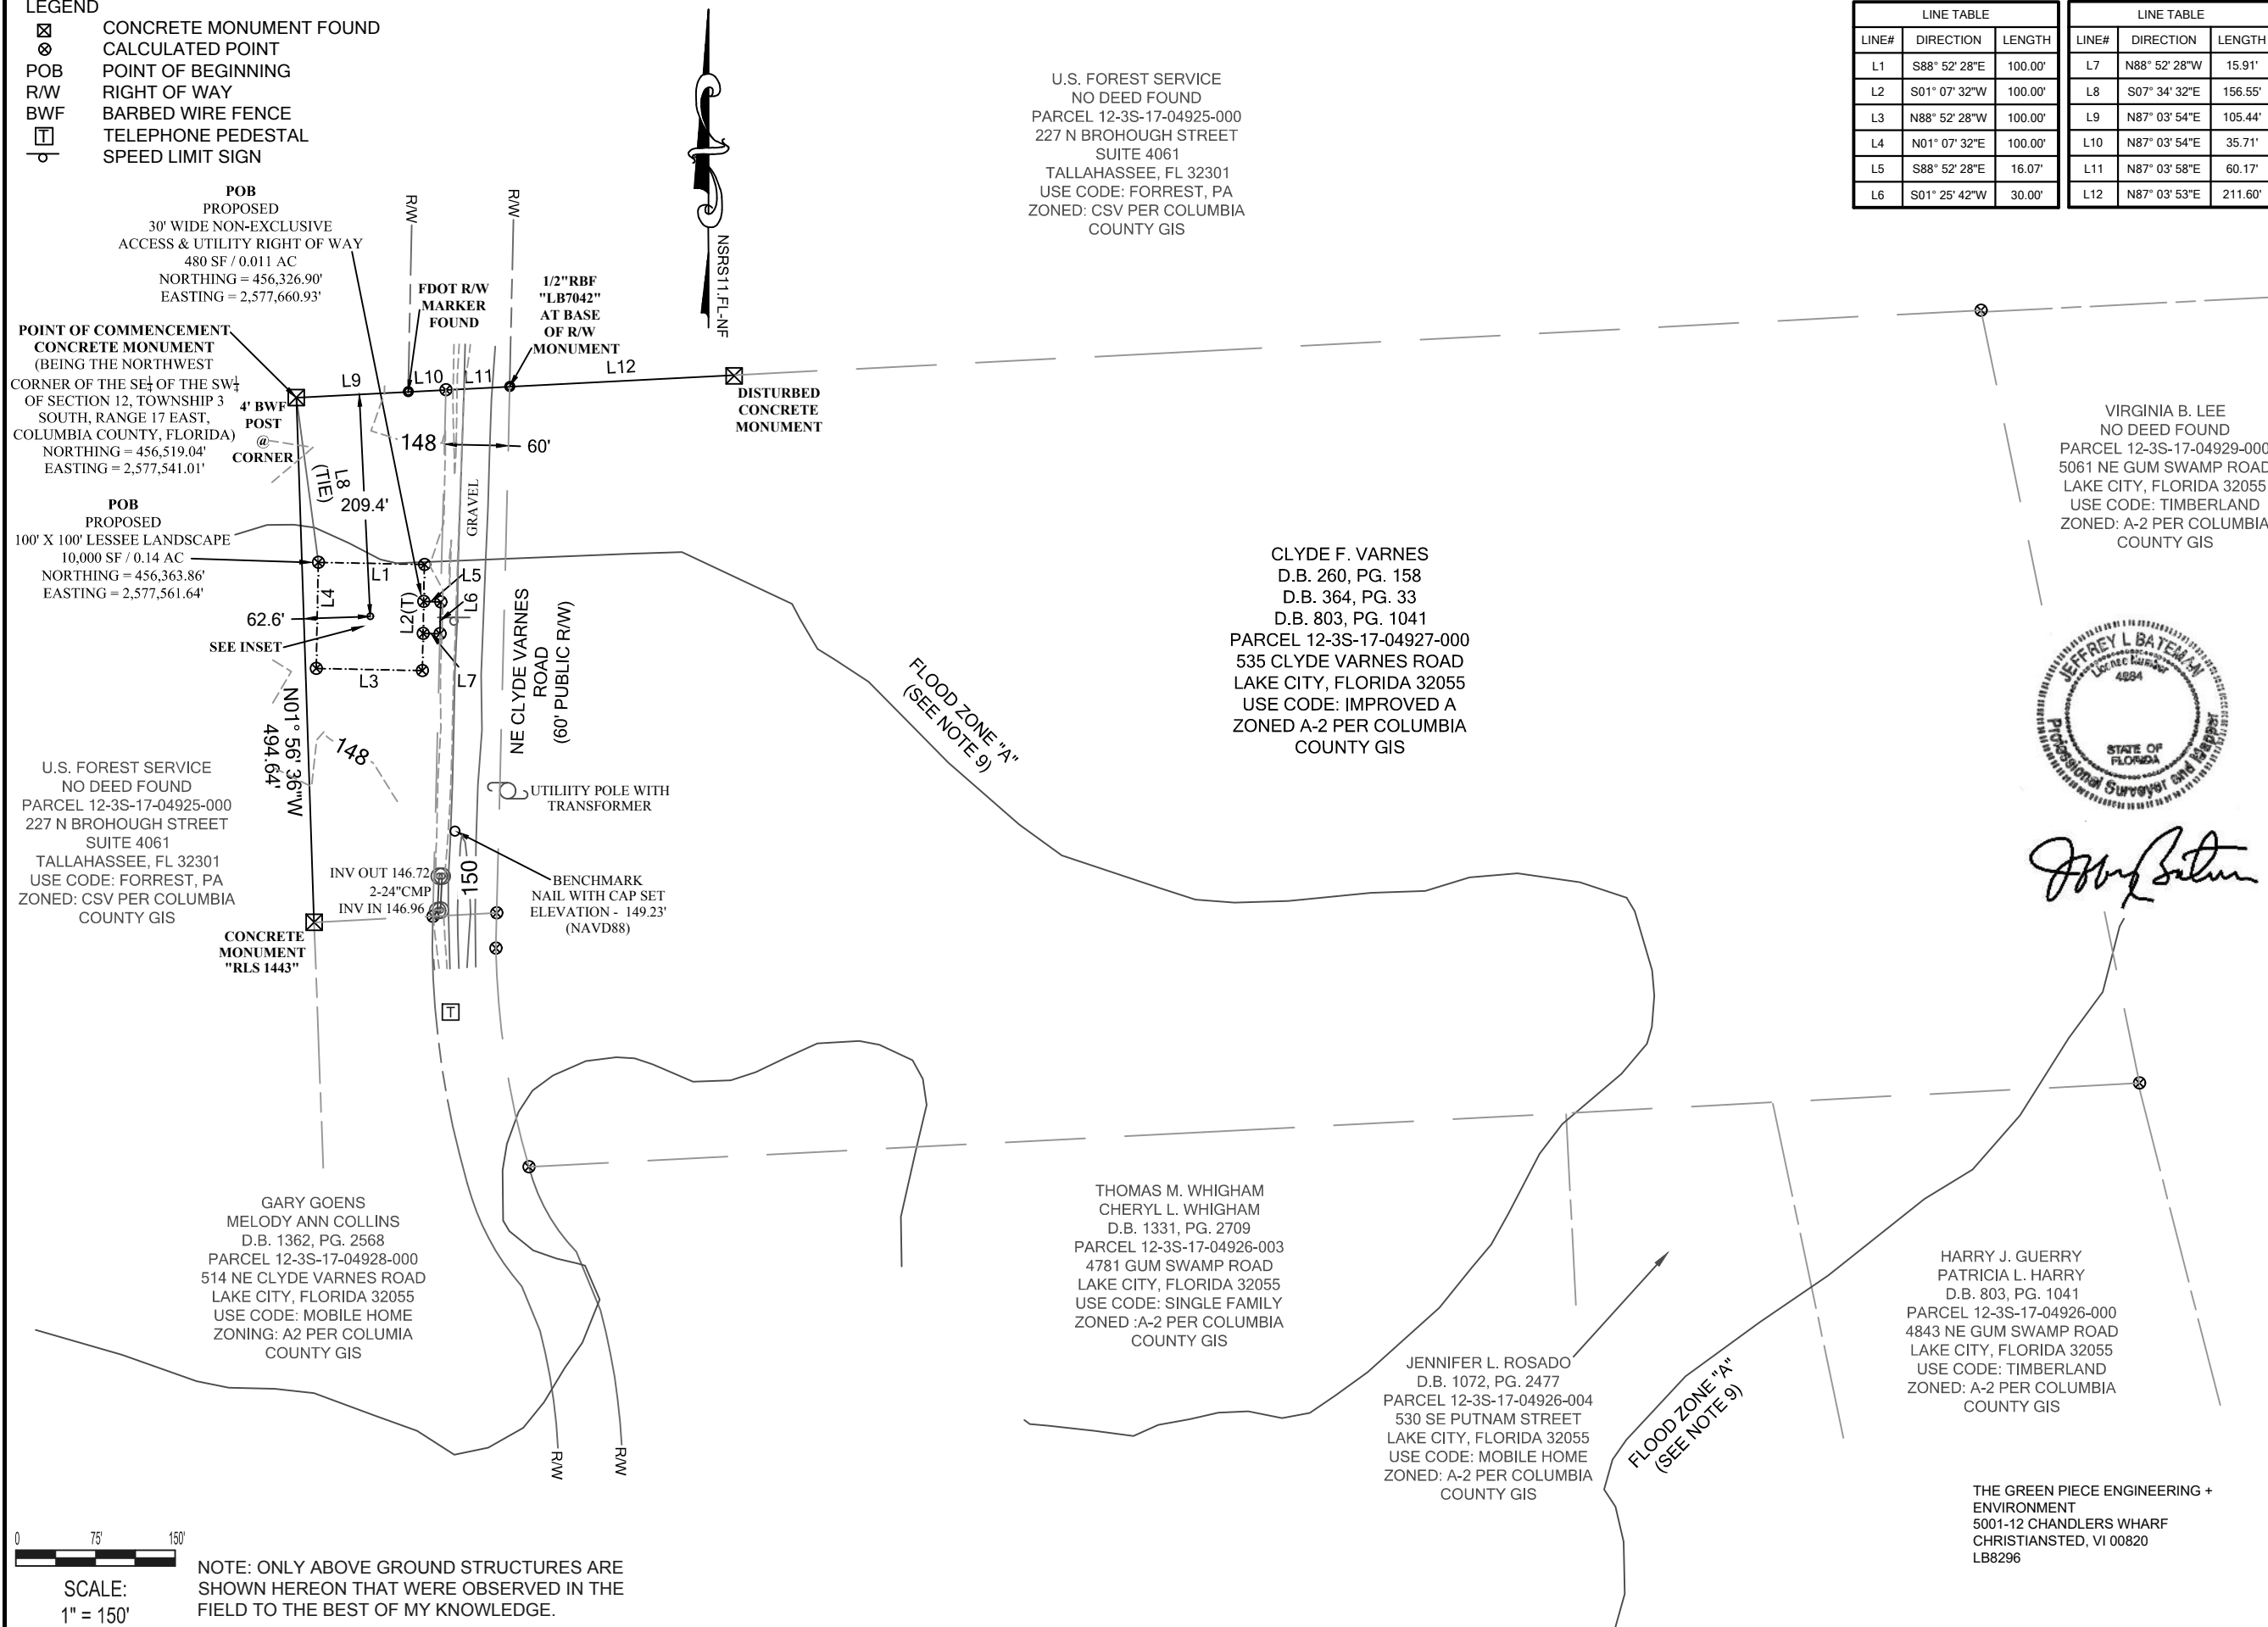 LEGEND
CONCRETE MONUMENT FOUND
CALCULATED POINT
POB POINT OF BEGINNING
R/W RIGHT OF WAY
BWF BARBED WIRE FENCE
T TELEPHONE PEDESTAL
SPEED LIMIT SIGN
LINE TABLE
LINE# DIRECTION LENGTH
L1 S88° 52' 28"E 100.00'
L2 S01° 07' 32"W 100.00'
L3 N88° 52' 28"W 100.00'
L4 N01° 07' 32"E 100.00'
L5 S88° 52' 28"E 16.07'
L6 S01° 25' 42"W 30.00'
LINE TABLE
LINE# DIRECTION LENGTH
L7 N88° 52' 28"W 15.91'
L8 S07° 34' 32"E 156.55'
L9 N87° 03' 54"E 105.44'
L10 N87° 03' 54"E 35.71'
L11 N87° 03' 58"E 60.17'
L12 N87° 03' 53"E 211.60'
U.S. FOREST SERVICE
NO DEED FOUND
PARCEL 12-3S-17-04925-000
227 N BROHOUGH STREET
SUITE 4061
TALLAHASSEE, FL 32301
USE CODE: FORREST, PA
ZONED: CSV PER COLUMBIA
COUNTY GIS
NSRS11.FL-NF
POB
PROPOSED
30' WIDE NON-EXCLUSIVE
ACCESS & UTILITY RIGHT OF WAY
480 SF / 0.011 AC
NORTHING = 456,326.90'
EASTING = 2,577,660.93'
R/W
R/W
FDOT R/W
MARKER
FOUND
1/2"RBF
"LB7042"
AT BASE
OF R/W
MONUMENT
POINT OF COMMENCEMENT
CONCRETE MONUMENT
(BEING THE NORTHWEST
CORNER OF THE SE¼ OF THE SW¼
OF SECTION 12, TOWNSHIP 3
SOUTH, RANGE 17 EAST,
COLUMBIA COUNTY, FLORIDA)
NORTHING = 456,519.04'
EASTING = 2,577,541.01'
4' BWF
POST
@
CORNER
L9
L10
L11
L12
DISTURBED
CONCRETE
MONUMENT
148
60'
L8
(TIE)
209.4'
GRAVEL
POB
PROPOSED
100' X 100' LESSEE LANDSCAPE
10,000 SF / 0.14 AC
NORTHING = 456,363.86'
EASTING = 2,577,561.64'
L1
L5
L4
L2(T)
L6
62.6'
SEE INSET
L3
L7
NE CLYDE VARNES
ROAD
(60' PUBLIC R/W)
N01° 56' 36"W
494.64'
148
UTILIITY POLE WITH
TRANSFORMER
U.S. FOREST SERVICE
NO DEED FOUND
PARCEL 12-3S-17-04925-000
227 N BROHOUGH STREET
SUITE 4061
TALLAHASSEE, FL 32301
USE CODE: FORREST, PA
ZONED: CSV PER COLUMBIA
COUNTY GIS
INV OUT 146.72
2-24"CMP
INV IN 146.96
150
BENCHMARK
NAIL WITH CAP SET
ELEVATION - 149.23'
(NAVD88)
CONCRETE
MONUMENT
"RLS 1443"
T
CLYDE F. VARNES
D.B. 260, PG. 158
D.B. 364, PG. 33
D.B. 803, PG. 1041
PARCEL 12-3S-17-04927-000
535 CLYDE VARNES ROAD
LAKE CITY, FLORIDA 32055
USE CODE: IMPROVED A
ZONED A-2 PER COLUMBIA
COUNTY GIS
FLOOD ZONE "A"
(SEE NOTE 9)
VIRGINIA B. LEE
NO DEED FOUND
PARCEL 12-3S-17-04929-000
5061 NE GUM SWAMP ROAD
LAKE CITY, FLORIDA 32055
USE CODE: TIMBERLAND
ZONED: A-2 PER COLUMBIA
COUNTY GIS
JEFFREY L BATEMAN
License Number
4884
STATE OF
FLORIDA
Professional Surveyor and Mapper
GARY GOENS
MELODY ANN COLLINS
D.B. 1362, PG. 2568
PARCEL 12-3S-17-04928-000
514 NE CLYDE VARNES ROAD
LAKE CITY, FLORIDA 32055
USE CODE: MOBILE HOME
ZONING: A2 PER COLUMIA
COUNTY GIS
R/W
R/W
THOMAS M. WHIGHAM
CHERYL L. WHIGHAM
D.B. 1331, PG. 2709
PARCEL 12-3S-17-04926-003
4781 GUM SWAMP ROAD
LAKE CITY, FLORIDA 32055
USE CODE: SINGLE FAMILY
ZONED :A-2 PER COLUMBIA
COUNTY GIS
JENNIFER L. ROSADO
D.B. 1072, PG. 2477
PARCEL 12-3S-17-04926-004
530 SE PUTNAM STREET
LAKE CITY, FLORIDA 32055
USE CODE: MOBILE HOME
ZONED: A-2 PER COLUMBIA
COUNTY GIS
FLOOD ZONE "A"
(SEE NOTE 9)
HARRY J. GUERRY
PATRICIA L. HARRY
D.B. 803, PG. 1041
PARCEL 12-3S-17-04926-000
4843 NE GUM SWAMP ROAD
LAKE CITY, FLORIDA 32055
USE CODE: TIMBERLAND
ZONED: A-2 PER COLUMBIA
COUNTY GIS
THE GREEN PIECE ENGINEERING +
ENVIRONMENT
5001-12 CHANDLERS WHARF
CHRISTIANSTED, VI 00820
LB8296
0 75' 150'
SCALE:
1" = 150'
NOTE: ONLY ABOVE GROUND STRUCTURES ARE
SHOWN HEREON THAT WERE OBSERVED IN THE
FIELD TO THE BEST OF MY KNOWLEDGE.